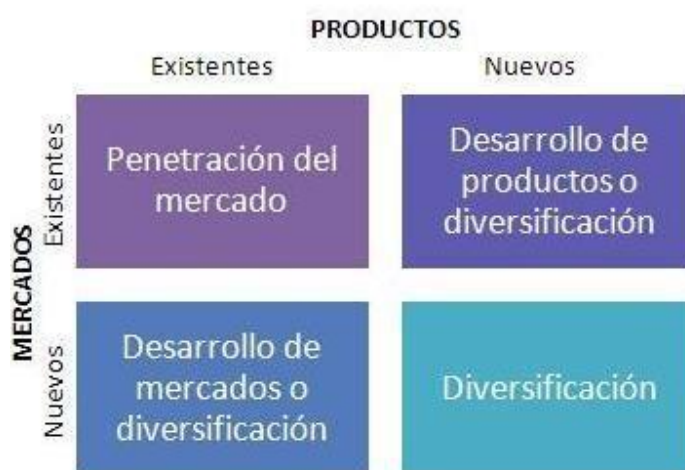 PRODUCTOS
Existentes
Nuevos
MERCADOS
Existentes
Penetración del
mercado
Desarrollo de
productos o
diversificación
Nuevos
Desarrollo de
mercados o
diversificación
Diversificación